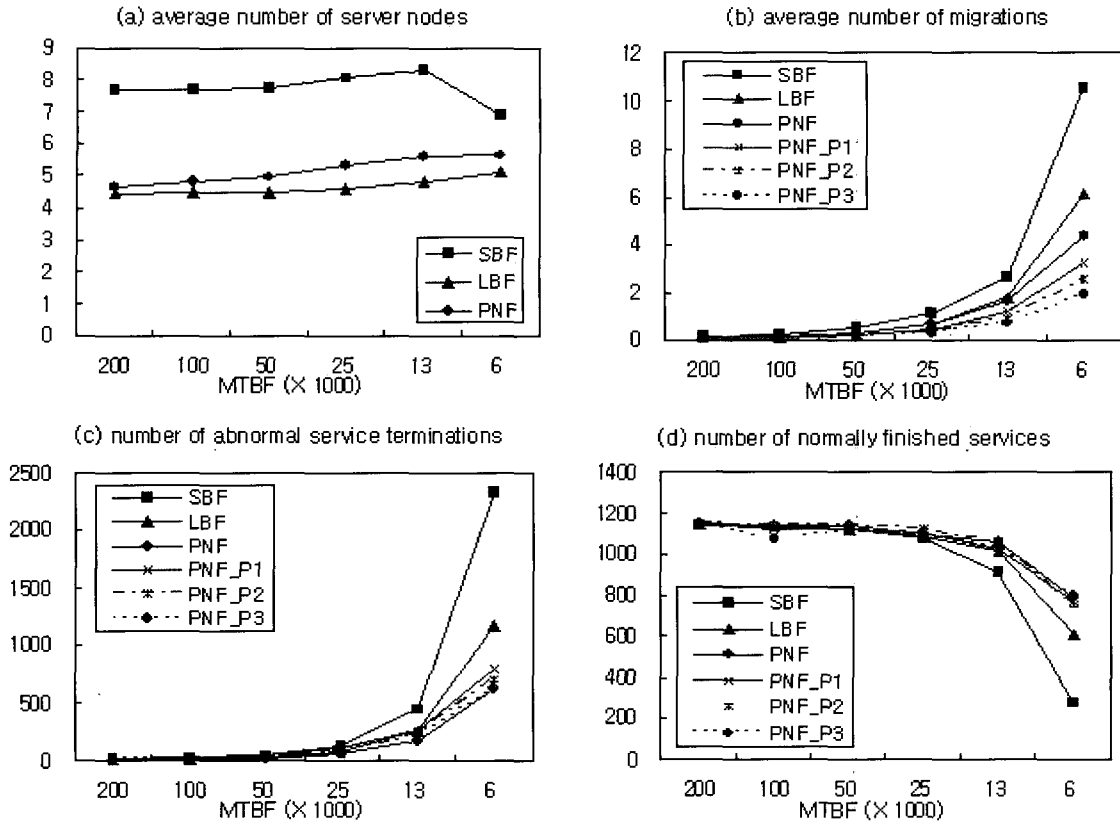 (a) average number of server nodes
9
8
7
6
5
4
3
2
1
0
SBF
LBF
PNF
200 100 50 25 13 6
MTBF (X 1000)
(b) average number of migrations
12
10
8
6
4
2
0
SBF
LBF
PNF
PNF_P1
PNF_P2
PNF_P3
200 100 50 25 13 6
MTBF (X 1000)
(c) number of abnormal service terminations
2500
2000
1500
1000
500
0
SBF
LBF
PNF
PNF_P1
PNF_P2
PNF_P3
200 100 50 25 13 6
MTBF (X 1000)
(d) number of normally finished services
1400
1200
1000
800
600
400
200
0
SBF
LBF
PNF
PNF_P1
PNF_P2
PNF_P3
200 100 50 25 13 6
MTBF (X 1000)